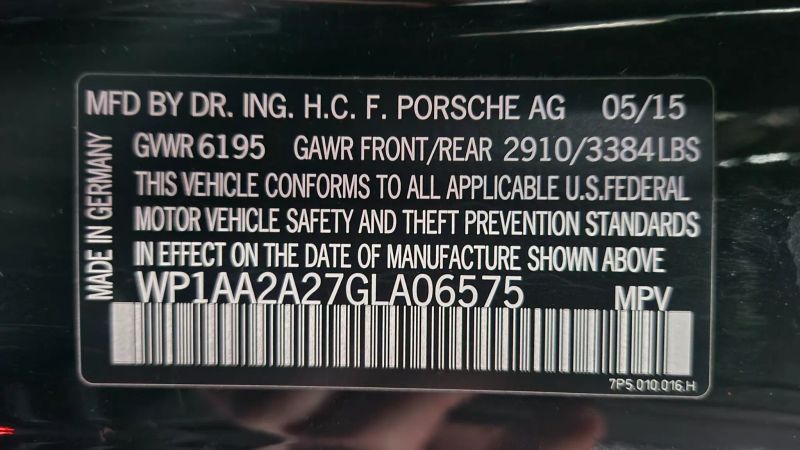 MFD BY DR. ING. H.C. F. PORSCHE AG 05/15
GVWR 6195 GAWR FRONT/REAR 2910/3384LBS
THIS VEHICLE CONFORMS TO ALL APPLICABLE U.S.FEDERAL
MOTOR VEHICLE SAFETY AND THEFT PREVENTION STANDARDS
IN EFFECT ON THE DATE OF MANUFACTURE SHOWN ABOVE
WP1AA2A27GLA06575 MPV
MADE IN GERMANY
7P5.010.016.H